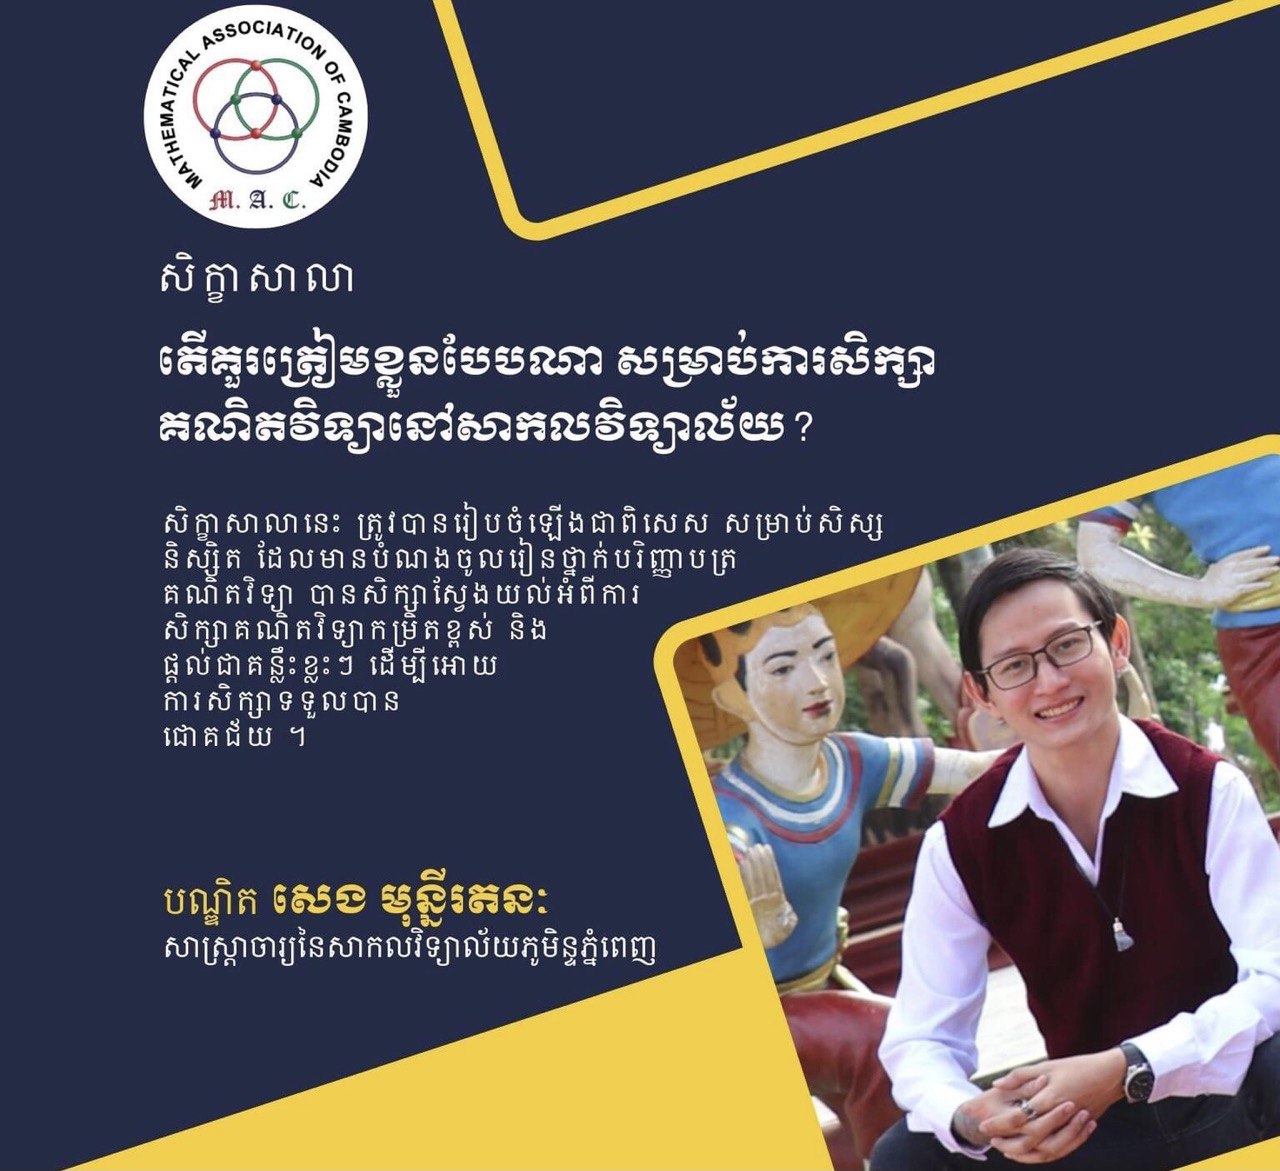 MATHEMATICAL ASSOCIATION OF CAMBODIA
M. A. C.
សិក្ខាសាលា
តើគួរត្រៀមខ្លួនបែបណា សម្រាប់ការសិក្សា
គណិតវិទ្យានៅសាកលវិទ្យាល័យ?
សិក្ខាសាលានេះ ត្រូវបានរៀបចំឡើងជាពិសេស សម្រាប់សិស្ស
និស្សិត ដែលមានបំណងចូលរៀនថ្នាក់បរិញ្ញាបត្រ
គណិតវិទ្យា បានសិក្សាស្វែងយល់អំពីការ
សិក្សាគណិតវិទ្យាកម្រិតខ្ពស់ និង
ផ្តល់ជាគន្លឹះខ្លះៗ ដើម្បីអោយ
ការសិក្សាទទួលបាន
ជោគជ័យ ។
បណ្ឌិត សេង មុន្នីរតនៈ
សាស្ត្រាចារ្យនៃសាកលវិទ្យាល័យភូមិន្ទភ្នំពេញ